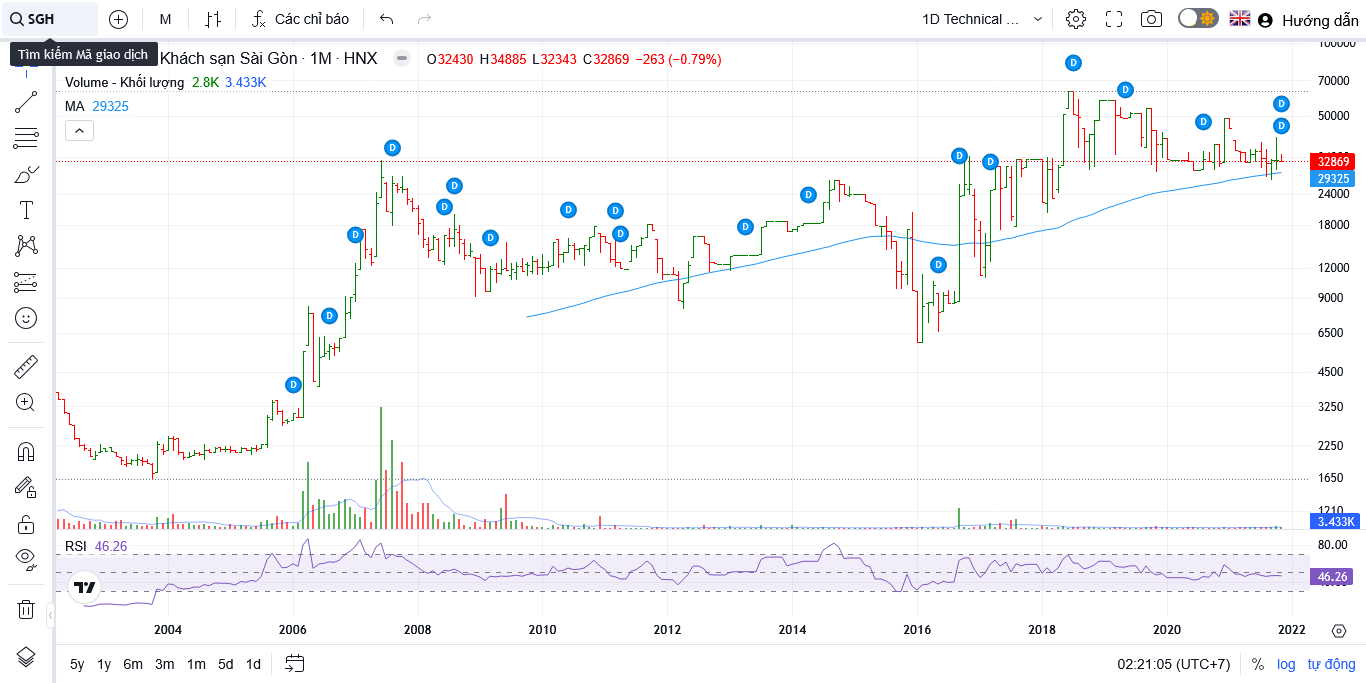 SGH M Các chỉ báo 1D Technical ... Hướng dẫn
Tìm kiếm Mã giao dịch Khách sạn Sài Gòn · 1M · HNX O32430 H34885 L32343 C32869 −263 (−0.79%)
Volume - Khối lượng 2.8K 3.433K
MA 29325
100000
70000
50000
32869
29325
24000
18000
12000
9000
6500
4500
3250
2250
1650
1210
3.433K
D D D D D D D D D D D D D D D D D D D D
RSI 46.26
80.00
46.26
2004 2006 2008 2010 2012 2014 2016 2018 2020 2022
5y 1y 6m 3m 1m 5d 1d 02:21:05 (UTC+7) % log tự động